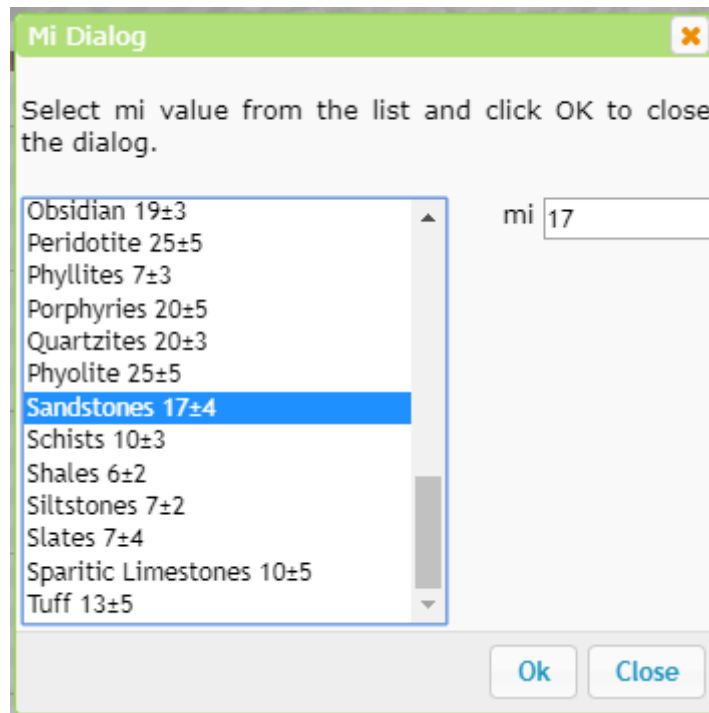 Mi Dialog
Select mi value from the list and click OK to close
the dialog.
Obsidian 19±3
mi 17
Peridotite 25±5
Phyllites 7±3
Porphyries 20±5
Quartzites 20±3
Phyolite 25±5
Sandstones 17±4
Schists 10±3
Shales 6±2
Siltstones 7±2
Slates 7±4
Sparitic Limestones 10±5
Tuff 13±5
Ok Close